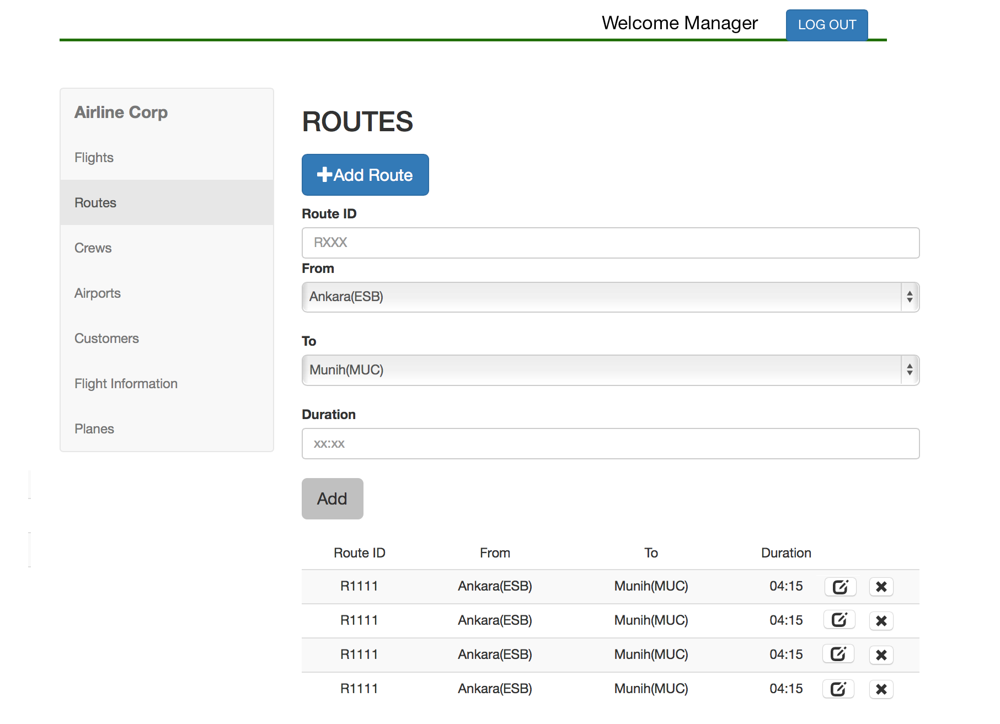 Welcome Manager LOG OUT
Airline Corp
Flights
Routes
Crews
Airports
Customers
Flight Information
Planes
ROUTES
Add Route
Route ID
RXXX
From
Ankara(ESB)
To
Munih(MUC)
Duration
xx:xx
Add
Route ID From To Duration
R1111 Ankara(ESB) Munih(MUC) 04:15
R1111 Ankara(ESB) Munih(MUC) 04:15
R1111 Ankara(ESB) Munih(MUC) 04:15
R1111 Ankara(ESB) Munih(MUC) 04:15